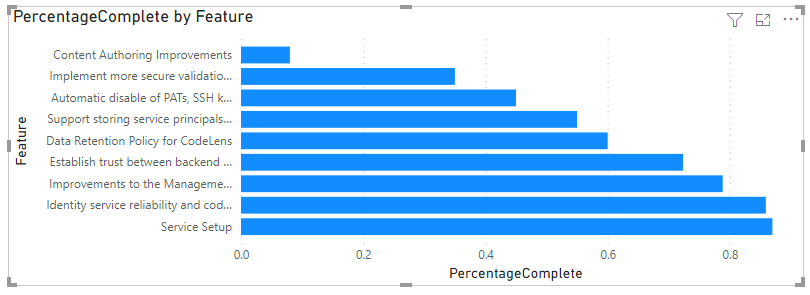 PercentageComplete by Feature
Feature
Content Authoring Improvements
Implement more secure validatio...
Automatic disable of PATs, SSH k...
Support storing service principals...
Data Retention Policy for CodeLens
Establish trust between backend ...
Improvements to the Manageme...
Identity service reliability and cod...
Service Setup
0.0 0.2 0.4 0.6 0.8
PercentageComplete